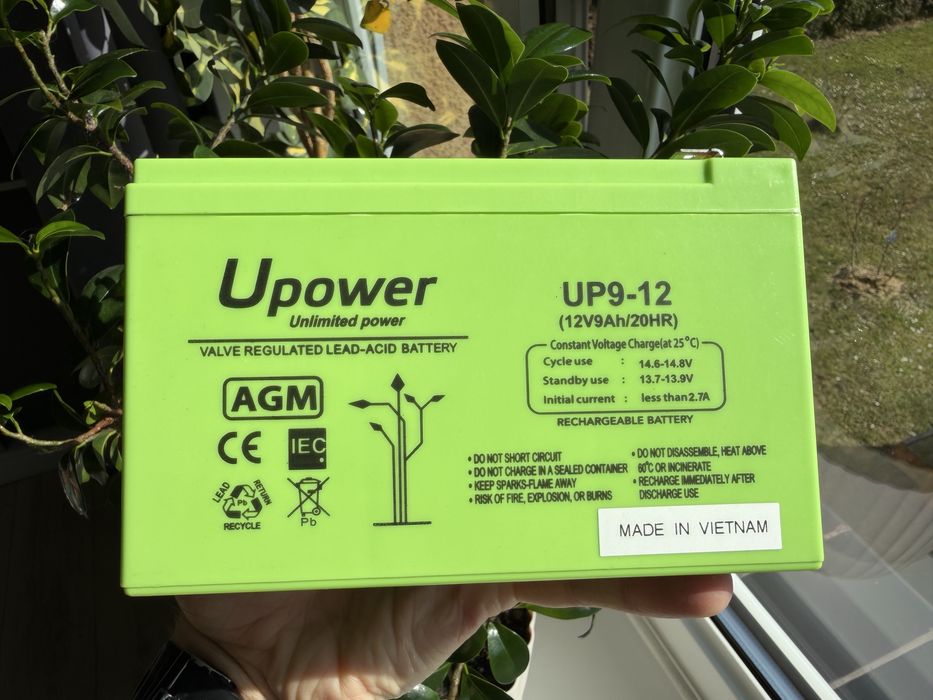 Upower
Unlimited power
VALVE REGULATED LEAD-ACID BATTERY
AGM
CE
IEC
LEAD
RETURN
Pb
RECYCLE
Pb
UP9-12
(12V9Ah/20HR)
Constant Voltage Charge(at 25°C)
Cycle use : 14.6-14.8V
Standby use : 13.7-13.9V
Initial current : less than 2.7A
RECHARGEABLE BATTERY
• DO NOT SHORT CIRCUIT
• DO NOT CHARGE IN A SEALED CONTAINER
• KEEP SPARKS-FLAME AWAY
• RISK OF FIRE, EXPLOSION, OR BURNS
• DO NOT DISASSEMBLE, HEAT ABOVE
60°C OR INCINERATE
• RECHARGE IMMEDIATELY AFTER
DISCHARGE USE
MADE IN VIETNAM